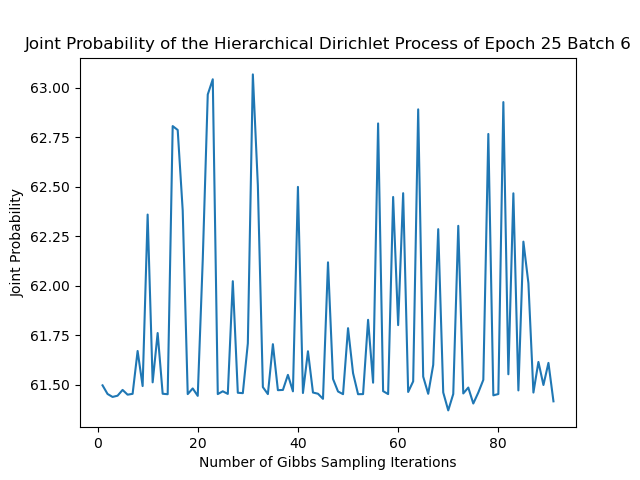 Joint Probability of the Hierarchical Dirichlet Process of Epoch 25 Batch 6
63.00
62.75
62.50
62.25
62.00
61.75
61.50
Joint Probability
0 20 40 60 80
Number of Gibbs Sampling Iterations